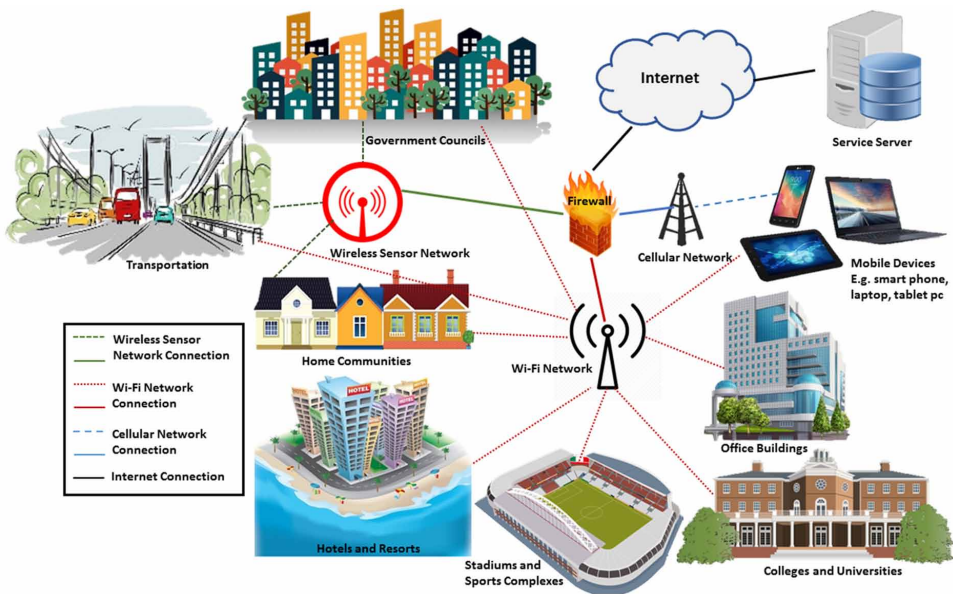 Internet
Service Server
Government Councils
Firewall
Wireless Sensor Network
Cellular Network
Transportation
Mobile Devices
E.g. smart phone,
laptop, tablet pc
Home Communities
Wi-Fi Network
Wireless Sensor
Network Connection
Wi-Fi Network
Connection
Cellular Network
Connection
Internet Connection
HOTEL
HOTEL
Office Buildings
Hotels and Resorts
Stadiums and
Sports Complexes
Colleges and Universities